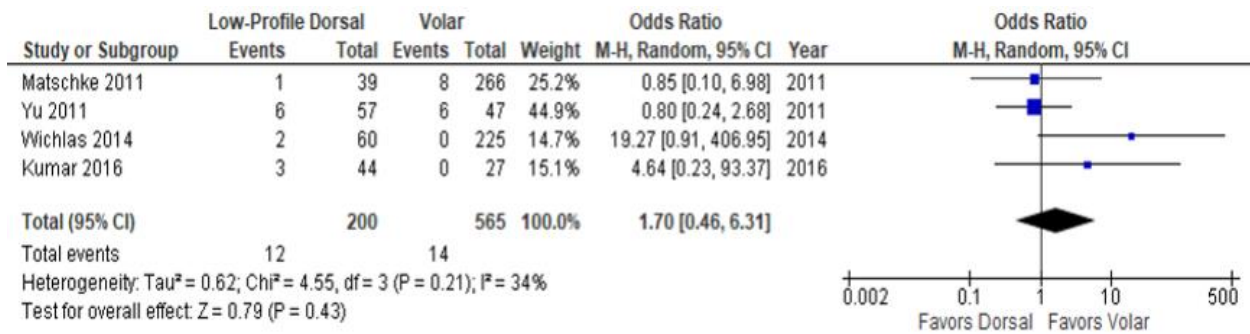 Low-Profile Dorsal Volar Odds Ratio Odds Ratio
Study or Subgroup Events Total Events Total Weight M-H, Random, 95% CI Year M-H, Random, 95% CI
Matschke 2011 1 39 8 266 25.2% 0.85 [0.10, 6.98] 2011
Yu 2011 6 57 6 47 44.9% 0.80 [0.24, 2.68] 2011
Wichlas 2014 2 60 0 225 14.7% 19.27 [0.91, 406.95] 2014
Kumar 2016 3 44 0 27 15.1% 4.64 [0.23, 93.37] 2016
Total (95% CI) 200 565 100.0% 1.70 [0.46, 6.31]
Total events 12 14
Heterogeneity: Tau² = 0.62; Chi² = 4.55, df = 3 (P = 0.21); I² = 34%
Test for overall effect: Z = 0.79 (P = 0.43)
0.002 0.1 1 10 500
Favors Dorsal Favors Volar